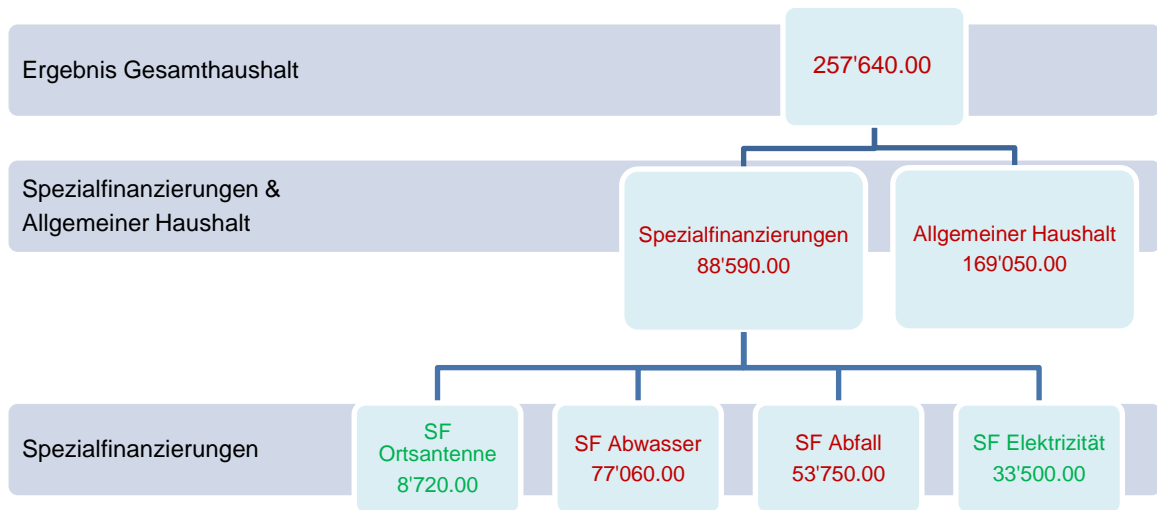 Ergebnis Gesamthaushalt
257'640.00
Spezialfinanzierungen &
Allgemeiner Haushalt
Spezialfinanzierungen
88'590.00
Allgemeiner Haushalt
169'050.00
Spezialfinanzierungen
SF
Ortsantenne
8'720.00
SF Abwasser
77'060.00
SF Abfall
53'750.00
SF Elektrizität
33'500.00